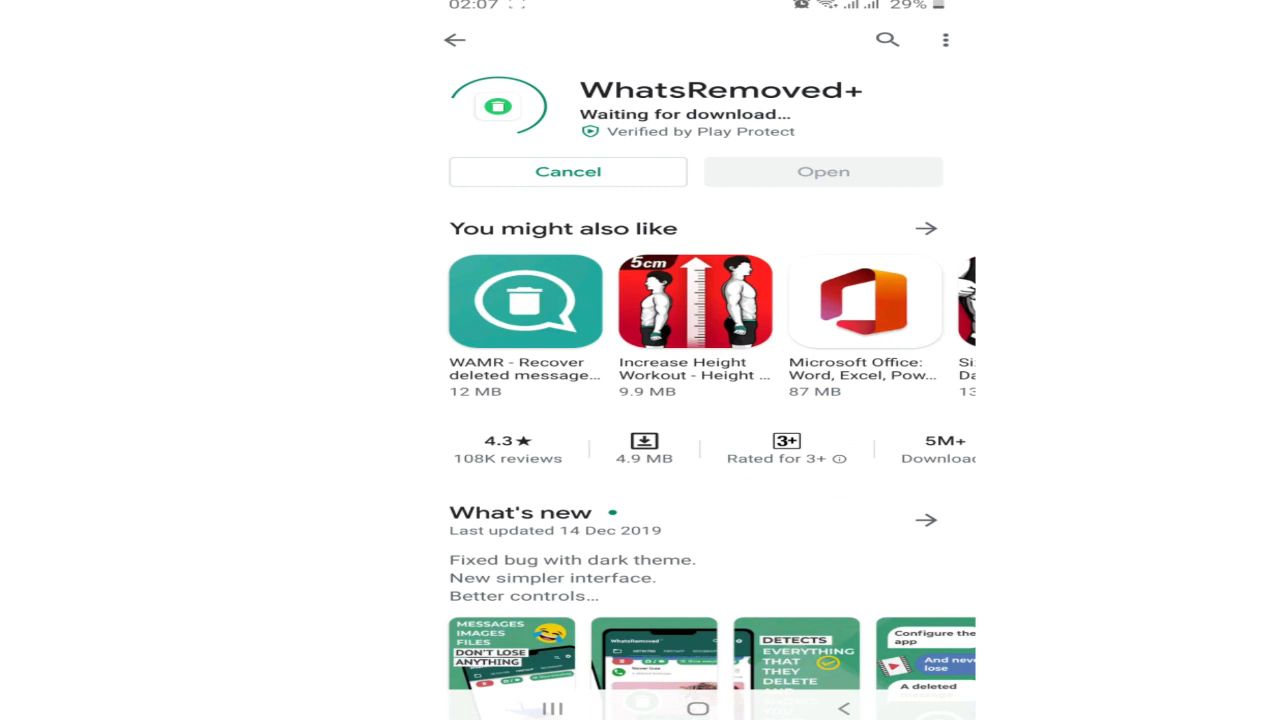 02:07 29%
WhatsRemoved+
Waiting for download...
Verified by Play Protect
Cancel Open
You might also like
5cm
WAMR - Recover deleted message...
12 MB
Increase Height Workout - Height ...
9.9 MB
Microsoft Office: Word, Excel, Pow...
87 MB
4.3★ 3+ 5M+
108K reviews 4.9 MB Rated for 3+
What's new
Last updated 14 Dec 2019
Fixed bug with dark theme.
New simpler interface.
Better controls...
MESSAGES
IMAGES
FILES
DON'T LOSE
ANYTHING
WhatsRemoved
DETECTS
EVERYTHING
THAT
THEY
DELETE
AND
Configure the
app
And neve
lose
A deleted